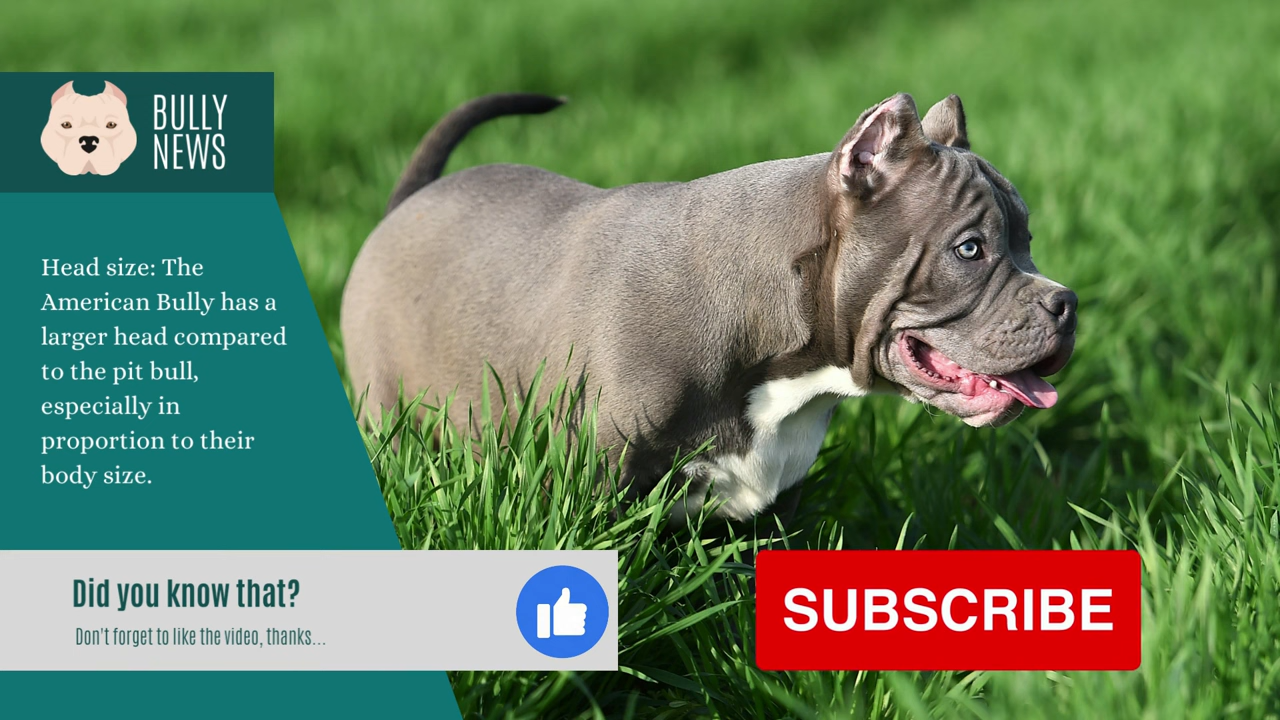 BULLY
NEWS
Head size: The
American Bully has a
larger head compared
to the pit bull,
especially in
proportion to their
body size.
Did you know that?
Don't forget to like the video, thanks...
SUBSCRIBE